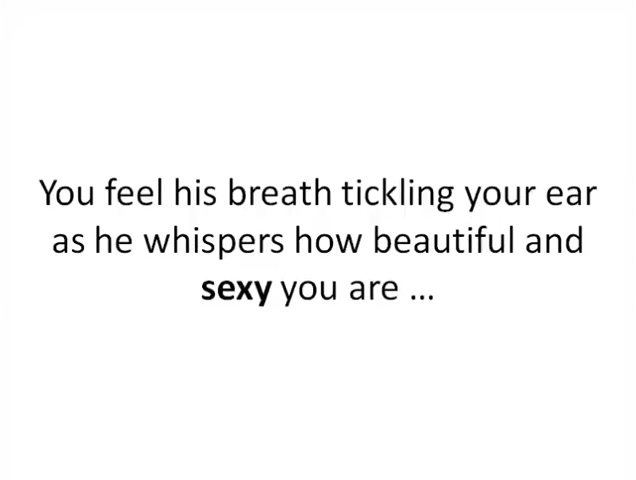 You feel his breath tickling your ear
as he whispers how beautiful and
sexy you are ...